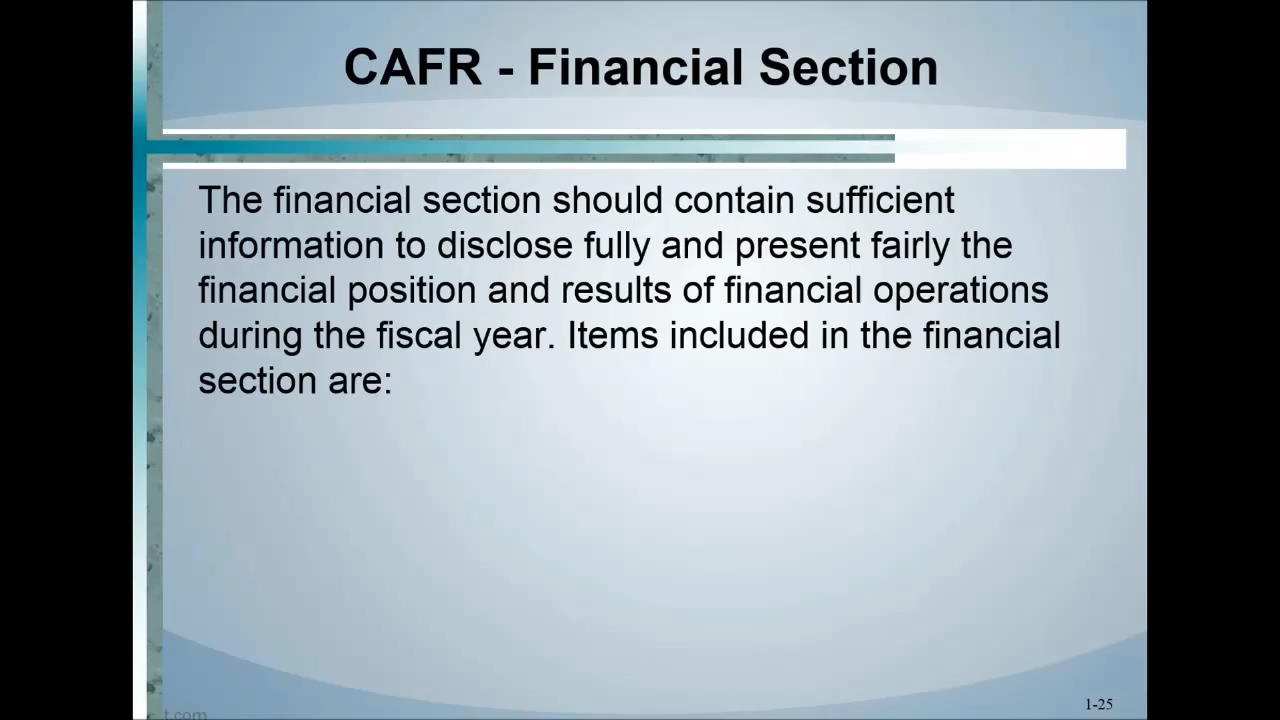 CAFR - Financial Section
The financial section should contain sufficient
information to disclose fully and present fairly the
financial position and results of financial operations
during the fiscal year. Items included in the financial
section are:
1-25
t.com